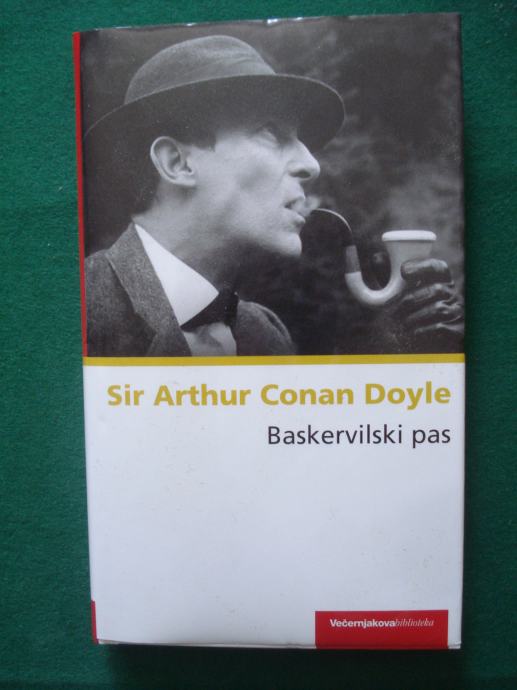 Sir Arthur Conan Doyle
Baskervilski pas
Večernjakovabiblioteka